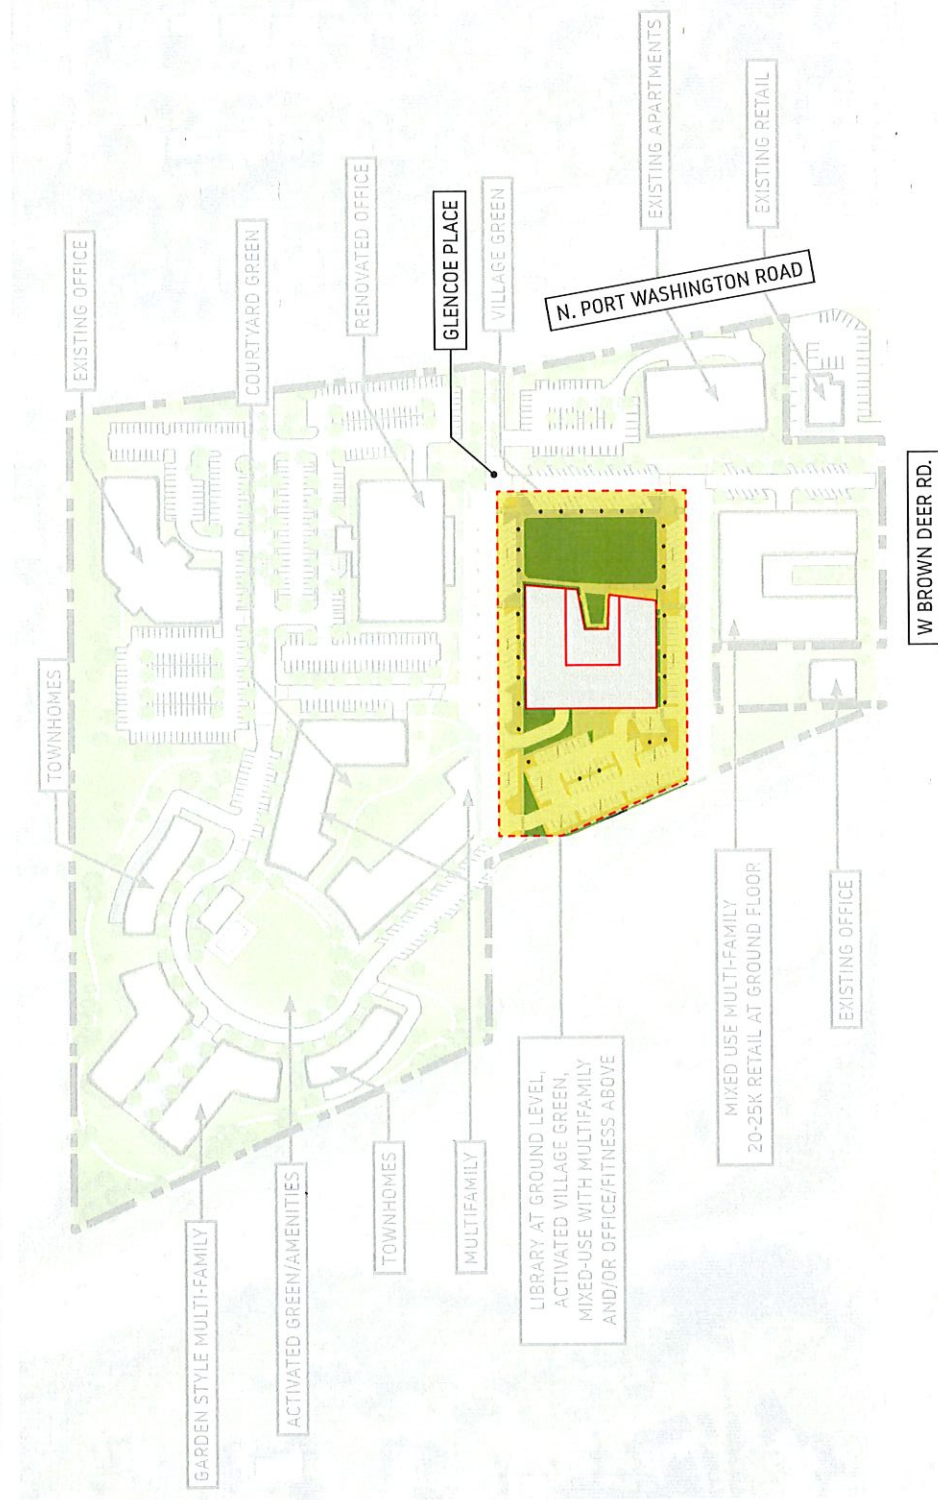 TOWNHOMES
EXISTING OFFICE
GARDEN STYLE MULTI-FAMILY
COURTYARD GREEN
ACTIVATED GREEN/AMENITIES
RENOVATED OFFICE
TOWNHOMES
GLENCOE PLACE
MULTIFAMILY
VILLAGE GREEN
LIBRARY AT GROUND LEVEL,
ACTIVATED VILLAGE GREEN,
MIXED-USE WITH MULTIFAMILY
AND/OR OFFICE/FITNESS ABOVE
EXISTING APARTMENTS
N. PORT WASHINGTON ROAD
EXISTING RETAIL
MIXED USE MULTI-FAMILY
20-25K RETAIL AT GROUND FLOOR
EXISTING OFFICE
W BROWN DEER RD.